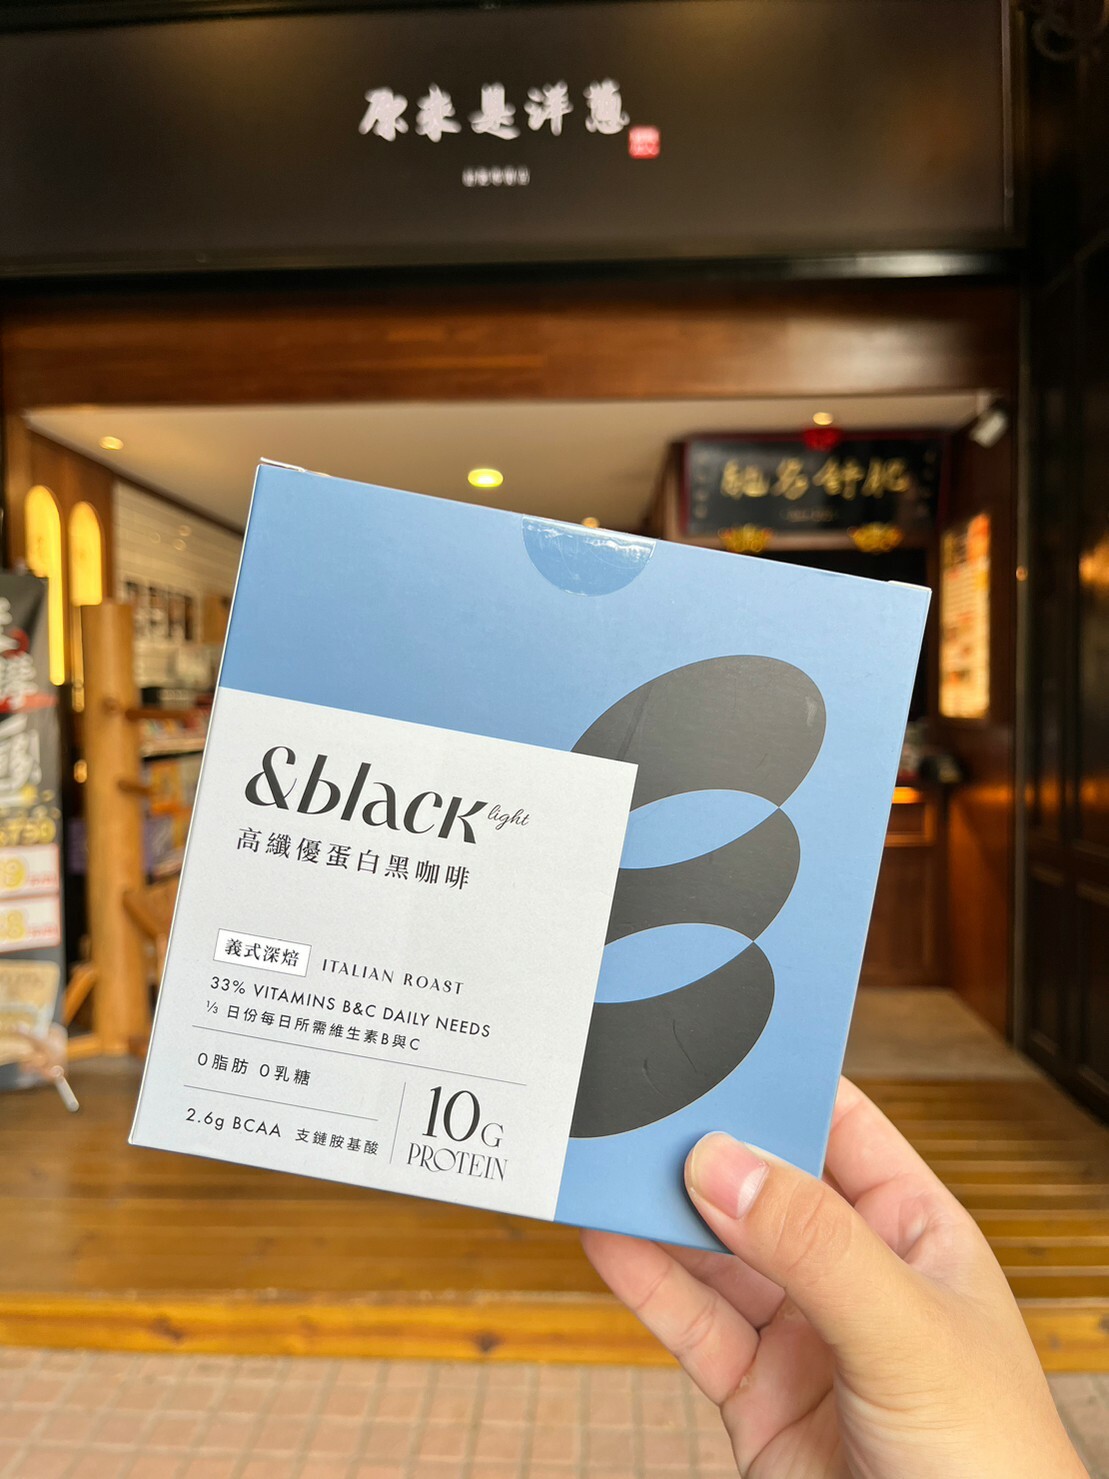 原來是洋蔥
&black light
高纖優蛋白黑咖啡
義式深焙 ITALIAN ROAST
33% VITAMINS B&C DAILY NEEDS
⅓ 日份每日所需維生素B與C
0脂肪 0乳糖
2.6g BCAA 支鏈胺基酸
10G
PROTEIN